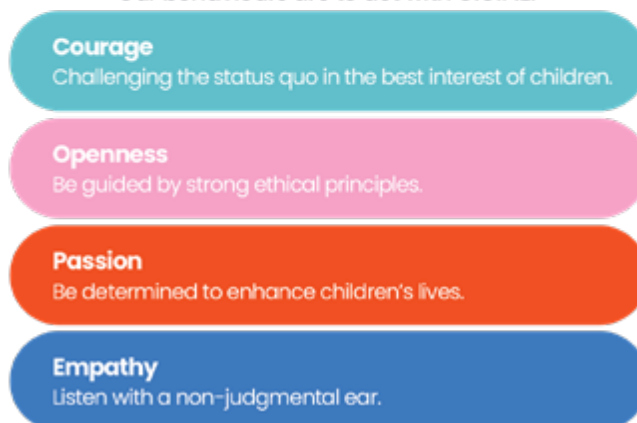 Courage
Challenging the status quo in the best interest of children.
Openness
Be guided by strong ethical principles.
Passion
Be determined to enhance children's lives.
Empathy
Listen with a non-judgmental ear.